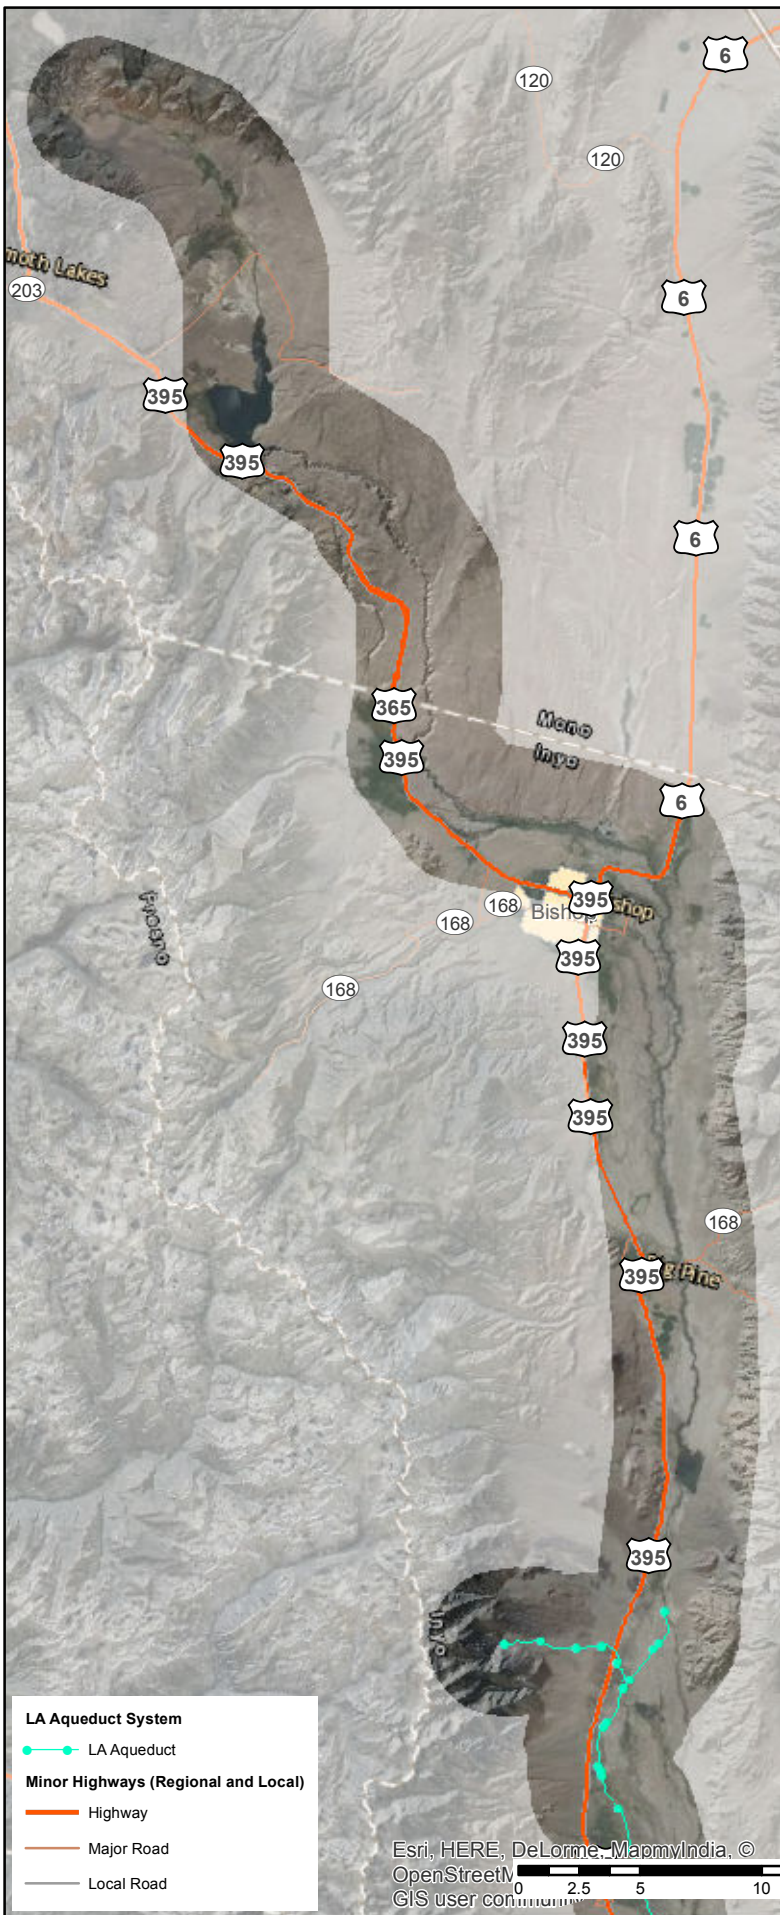 6
120
120
moth Lakes
203
6
395
395
6
365
Mono
Inyo
395
6
395
Bishop
shop
168
168
395
Fresno
168
395
395
168
Big Pine
395
395
Inyo
LA Aqueduct System
LA Aqueduct
Minor Highways (Regional and Local)
Highway
Major Road
Local Road
Esri, HERE, DeLorme, MapmyIndia, ©
OpenStreetM
GIS user community
0 2.5 5 10